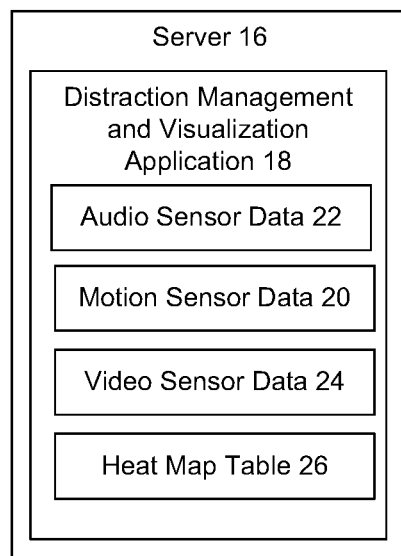 Server 16
Distraction Management
and Visualization
Application 18
Audio Sensor Data 22
Motion Sensor Data 20
Video Sensor Data 24
Heat Map Table 26